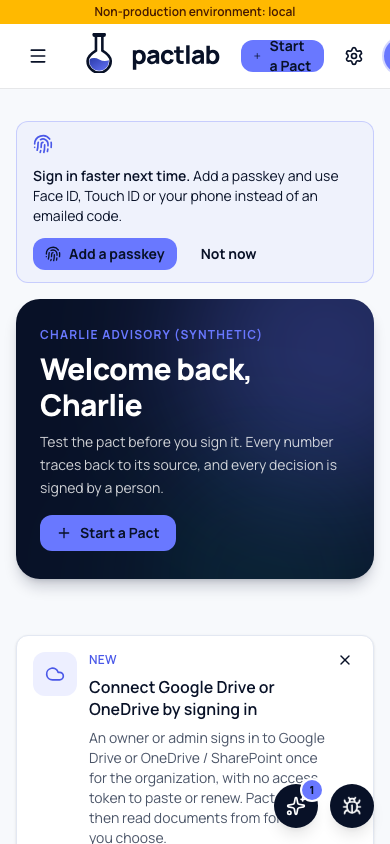 Non-production environment: local
pactlab
Start
a Pact
Sign in faster next time. Add a passkey and use
Face ID, Touch ID or your phone instead of an
emailed code.
Add a passkey
Not now
CHARLIE ADVISORY (SYNTHETIC)
Welcome back,
Charlie
Test the pact before you sign it. Every number
traces back to its source, and every decision is
signed by a person.
Start a Pact
NEW
Connect Google Drive or
OneDrive by signing in
An owner or admin signs in to Google
Drive or OneDrive / SharePoint once
for the organization, with no access
token to paste or renew.
then read documents from
you choose.
1